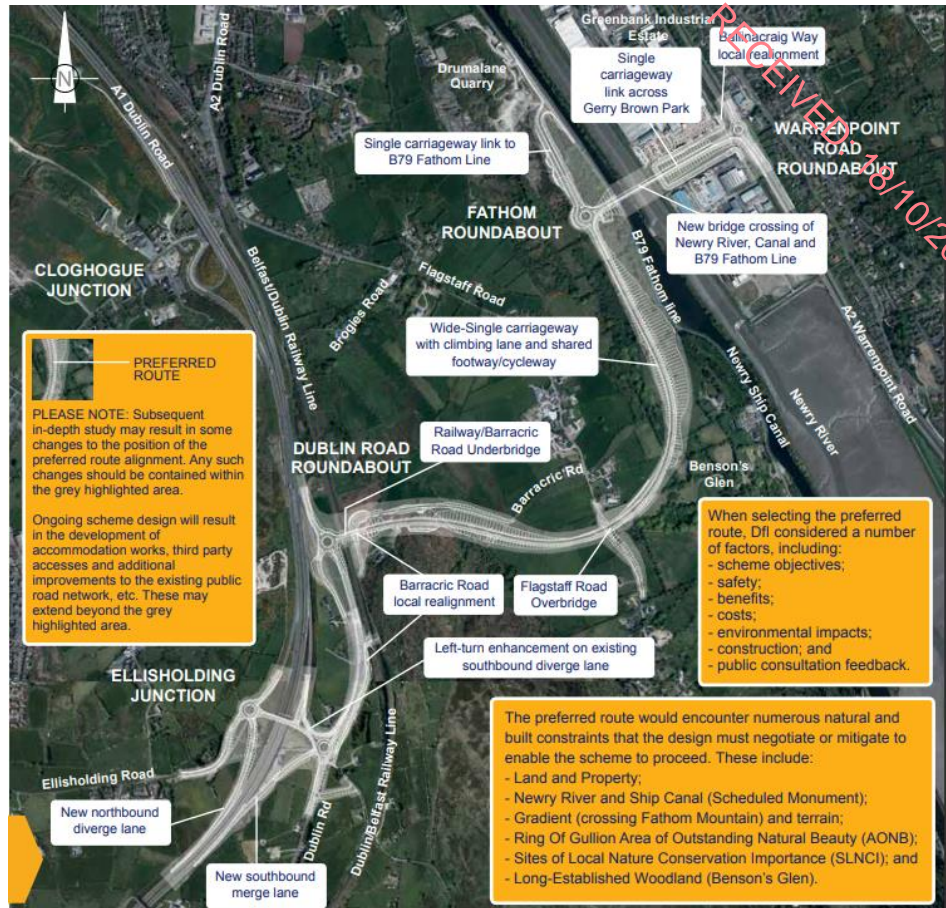 Greenbank Industrial
Estate
Ballinacraig Way
local realignment
RECEIVED: 18/10/20
Single
carriageway
link across
Gerry Brown Park
Drumalane
Quarry
A2 Dublin Road
A1 Dublin Road
N
Single carriageway link to
B79 Fathom Line
WARRENPOINT
ROAD
ROUNDABOUT
FATHOM
ROUNDABOUT
New bridge crossing of
Newry River, Canal and
B79 Fathom Line
CLOGHOGUE
JUNCTION
Belfast/Dublin Railway Line
Flagstaff Road
Brogies Road
B79 Fathom line
A2 Warrenpoint Road
Wide-Single carriageway
with climbing lane and shared
footway/cycleway
Newry Ship Canal
Newry River
PREFERRED
ROUTE
PLEASE NOTE: Subsequent
in-depth study may result in some
changes to the position of the
preferred route alignment. Any such
changes should be contained within
the grey highlighted area.
Ongoing scheme design will result
in the development of
accommodation works, third party
accesses and additional
improvements to the existing public
road network, etc. These may
extend beyond the grey
highlighted area.
Railway/Barracric
Road Underbridge
DUBLIN ROAD
ROUNDABOUT
Barracric Rd
Benson's
Glen
When selecting the preferred
route, DfI considered a number
of factors, including:
- scheme objectives;
- safety;
- benefits;
- costs;
- environmental impacts;
- construction; and
- public consultation feedback.
Barracric Road
local realignment
Flagstaff Road
Overbridge
Left-turn enhancement on existing
southbound diverge lane
ELLISHOLDING
JUNCTION
Ellisholding Road
New northbound
diverge lane
New southbound
merge lane
Dublin Rd
Dublin/Belfast Railway Line
The preferred route would encounter numerous natural and
built constraints that the design must negotiate or mitigate to
enable the scheme to proceed. These include:
- Land and Property;
- Newry River and Ship Canal (Scheduled Monument);
- Gradient (crossing Fathom Mountain) and terrain;
- Ring Of Gullion Area of Outstanding Natural Beauty (AONB);
- Sites of Local Nature Conservation Importance (SLNCI); and
- Long-Established Woodland (Benson's Glen).